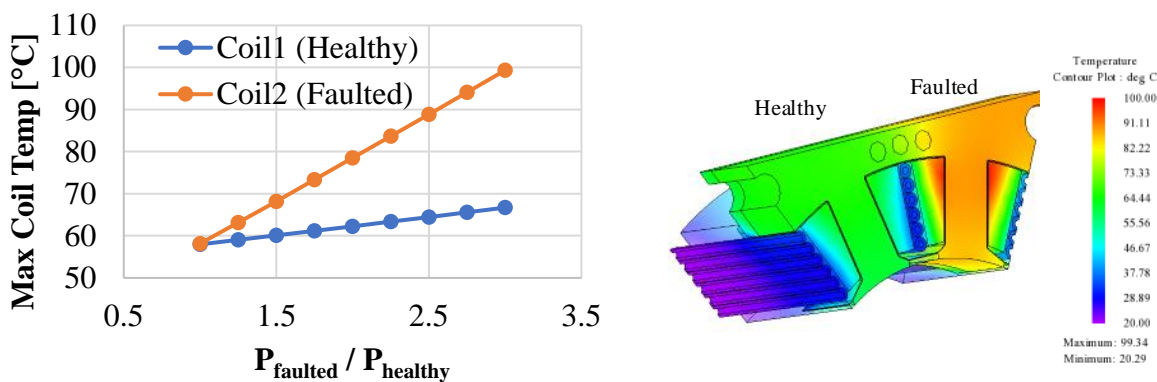 Max Coil Temp [°C]
110
100
90
80
70
60
50
Coil1 (Healthy)
Coil2 (Faulted)
0.5
1.5
2.5
3.5
P_faulted / P_healthy
Healthy
Faulted
Temperature
Contour Plot : deg C
100.00
91.11
82.22
73.33
64.44
55.56
46.67
37.78
28.89
20.00
Maximum: 99.34
Minimum: 20.29